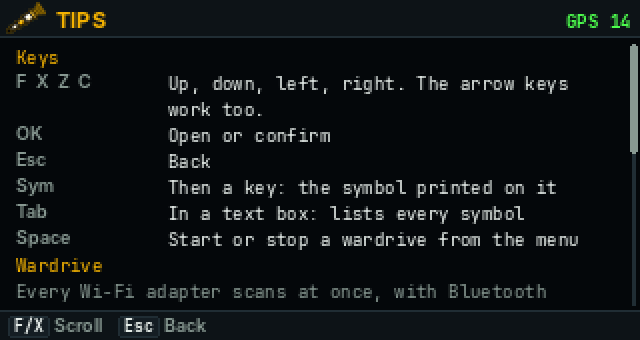 TIPS GPS 14
Keys
F X Z C Up, down, left, right. The arrow keys
work too.
OK Open or confirm
Esc Back
Sym Then a key: the symbol printed on it
Tab In a text box: lists every symbol
Space Start or stop a wardrive from the menu
Wardrive
Every Wi-Fi adapter scans at once, with Bluetooth
F/X Scroll Esc Back